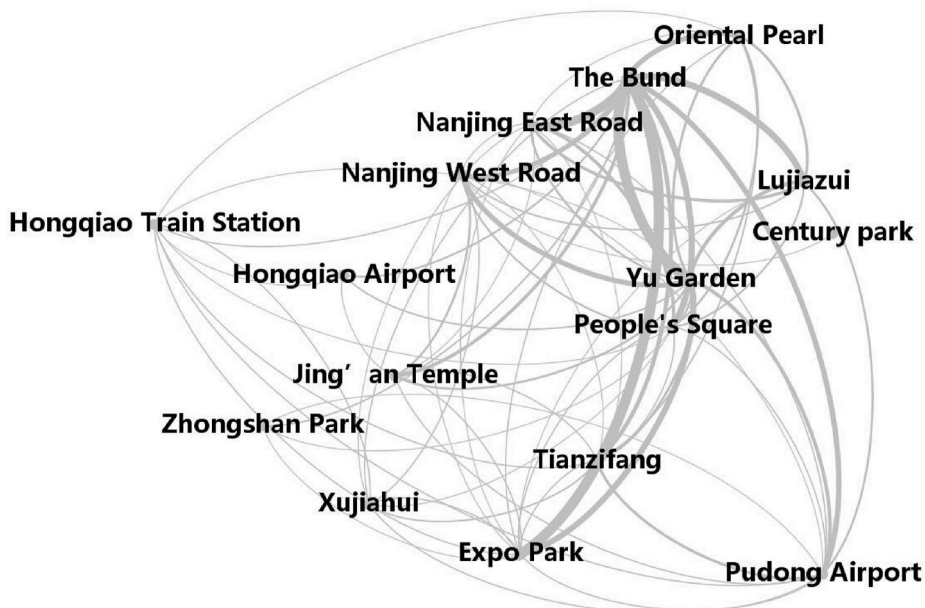 Oriental Pearl
The Bund
Nanjing East Road
Nanjing West Road
Lujiazui
Hongqiao Train Station
Century park
Hongqiao Airport
Yu Garden
People's Square
Jing’an Temple
Zhongshan Park
Tianzifang
Xujiahui
Expo Park
Pudong Airport